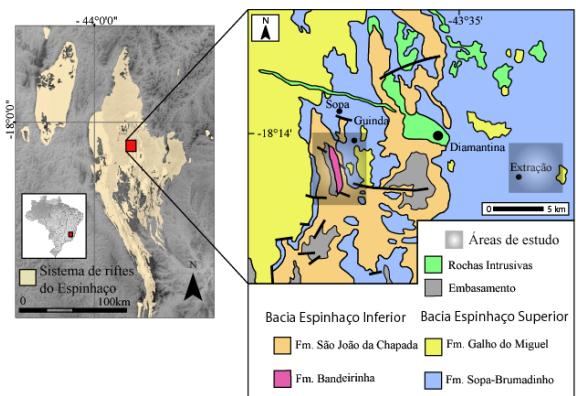 - 44°0'0"
-18°0'0"
N
Sistema de riftes
do Espinhaço
0 100km
N
-43°35'
-18°14'
Sopa
Guinda
Diamantina
Extração
0 5 km
Áreas de estudo
Rochas Intrusivas
Embasamento
Bacia Espinhaço Inferior
Bacia Espinhaço Superior
Fm. São João da Chapada
Fm. Galho do Miguel
Fm. Bandeirinha
Fm. Sopa-Brumadinho